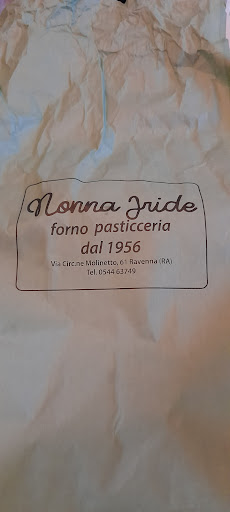 Nonna Iride
forno pasticceria
dal 1956
Via Circ.ne Molinetto, 61 Ravenna (RA)
Tel. 0544 63749